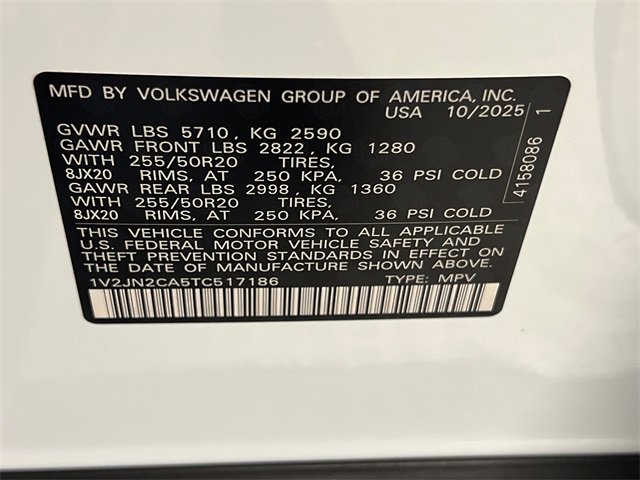 MFD BY VOLKSWAGEN GROUP OF AMERICA, INC.
USA 10/2025
GVWR LBS 5710, KG 2590
GAWR FRONT LBS 2822, KG 1280
WITH 255/50R20 TIRES,
8JX20 RIMS, AT 250 KPA, 36 PSI COLD
GAWR REAR LBS 2998, KG 1360
WITH 255/50R20 TIRES,
8JX20 RIMS, AT 250 KPA, 36 PSI COLD
THIS VEHICLE CONFORMS TO ALL APPLICABLE
U.S. FEDERAL MOTOR VEHICLE SAFETY AND
THEFT PREVENTION STANDARDS IN EFFECT ON
THE DATE OF MANUFACTURE SHOWN ABOVE.
1V2JN2CA5TC517186 TYPE: MPV
4158086 1